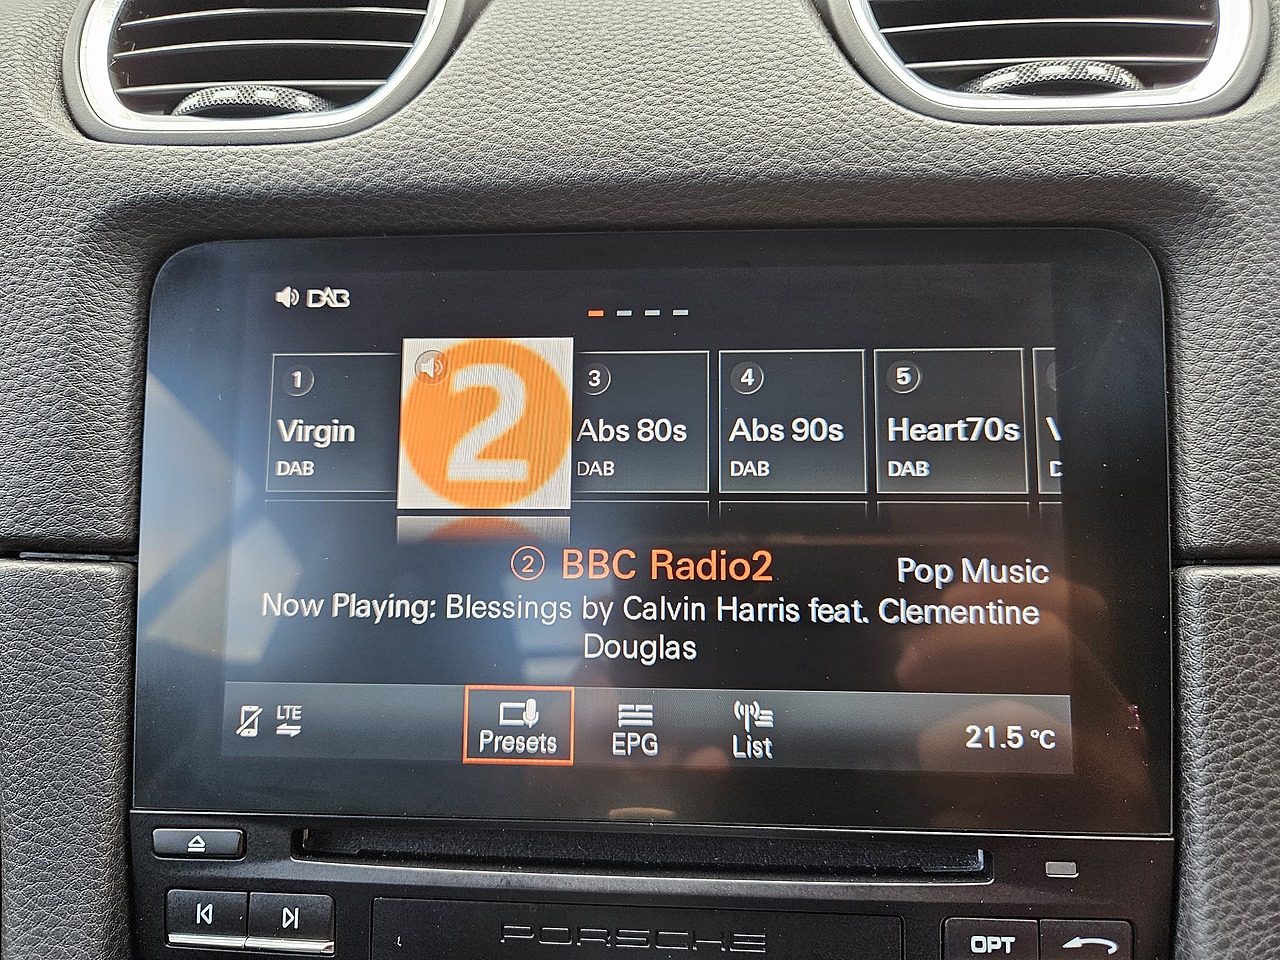 DAB
1
2
3
4
5
Virgin
Abs 80s
Abs 90s
Heart70s
DAB
DAB
DAB
DAB
2 BBC Radio2
Pop Music
Now Playing: Blessings by Calvin Harris feat. Clementine
Douglas
LTE
Presets
EPG
List
21.5 °C
PORSCHE
OPT